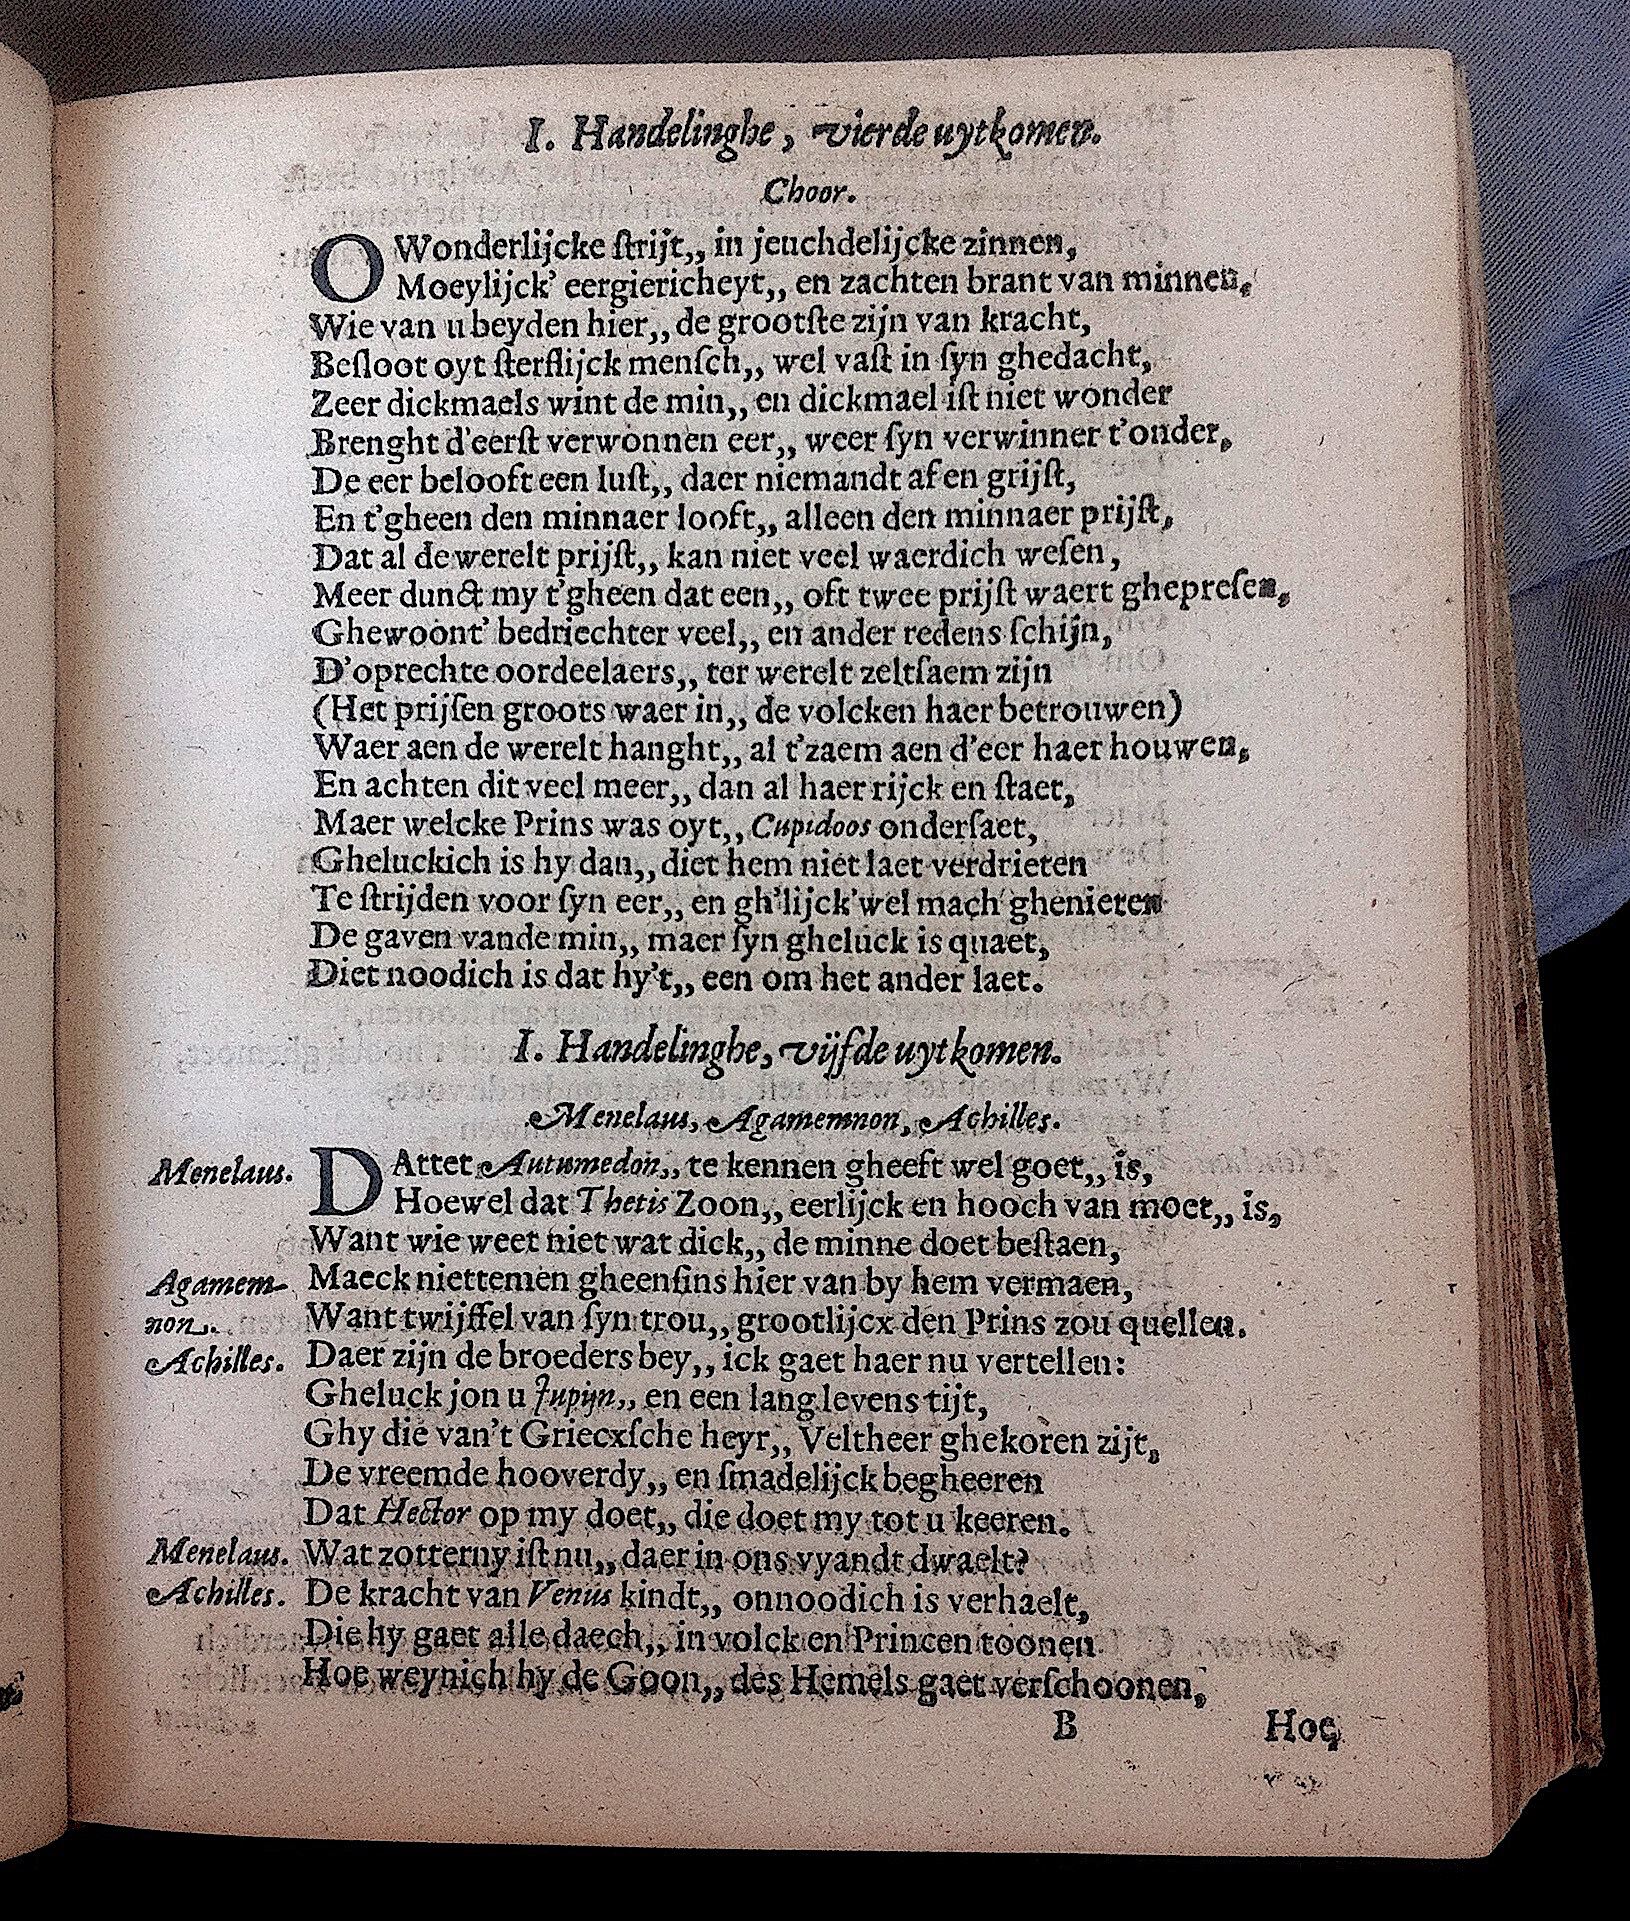 I. Handelinghe, vierde uytkomen.
Choor.
O Wonderlijcke ſtrijt,, in jeuchdelijcke zinnen,
Moeylijck' eergiericheyt,, en zachten brant van minnen,
Wie van u beyden hier,, de grootſte zijn van kracht,
Beſloot oyt ſterflijck menſch,, wel vaſt in ſyn ghedacht,
Zeer dickmaels wint de min,, en dickmael iſt niet wonder
Brenght d'eerſt verwonnen eer,, weer ſyn verwinner t'onder,
De eer belooft een luſt,, daer niemandt af en grijſt,
En t'gheen den minnaer looft,, alleen den minnaer prijſt,
Dat al de werelt prijſt,, kan niet veel waerdich weſen,
Meer dunct my t'gheen dat een,, oft twee prijſt waert ghepreſen,
Ghewoont' bedriechter veel,, en ander redens ſchijn,
D'oprechte oordeelaers,, ter werelt zeltſaem zijn
(Het prijſen groots waer in,, de volcken haer betrouwen)
Waer aen de werelt hanght,, al t'zaem aen d'eer haer houwen,
En achten dit veel meer,, dan al haer rijck en ſtaet,
Maer welcke Prins was oyt,, Cupidoos onderſaet,
Gheluckich is hy dan,, diet hem niet laet verdrieten
Te ſtrijden voor ſyn eer,, en gh'lijck' wel mach ghenieten
De gaven vande min,, maer ſyn gheluck is quaet,
Diet noodich is dat hy't,, een om het ander laet.
I. Handelinghe, vijfde uytkomen.
Menelaus, Agamemnon, Achilles.
Menelaus. DAttet Autumedon,, te kennen gheeft wel goet,, is,
Hoewel dat Thetis Zoon,, eerlijck en hooch van moet,, is,
Want wie weet niet wat dick,, de minne doet beſtaen,
Agamem- Maeck niettemen gheenſins hier van by hem vermaen,
non. Want twijffel van ſyn trou,, grootlijcx den Prins zou quellen.
Achilles. Daer zijn de broeders bey,, ick gaet haer nu vertellen:
Gheluck jon u Jupijn,, en een lang levens tijt,
Ghy die van't Griecxſche heyr,, Veltheer ghekoren zijt,
De vreemde hooverdy,, en ſmadelijck begheeren
Dat Hector op my doet,, die doet my tot u keeren.
Menelaus. Wat zotterny iſt nu,, daer in ons vyandt dwaelt?
Achilles. De kracht van Venus kindt,, onnoodich is verhaelt,
Die hy gaet alle daech,, in volck en Princen toonen
Hoe weynich hy de Goon,, des Hemels gaet verſchoonen,
B Hoe